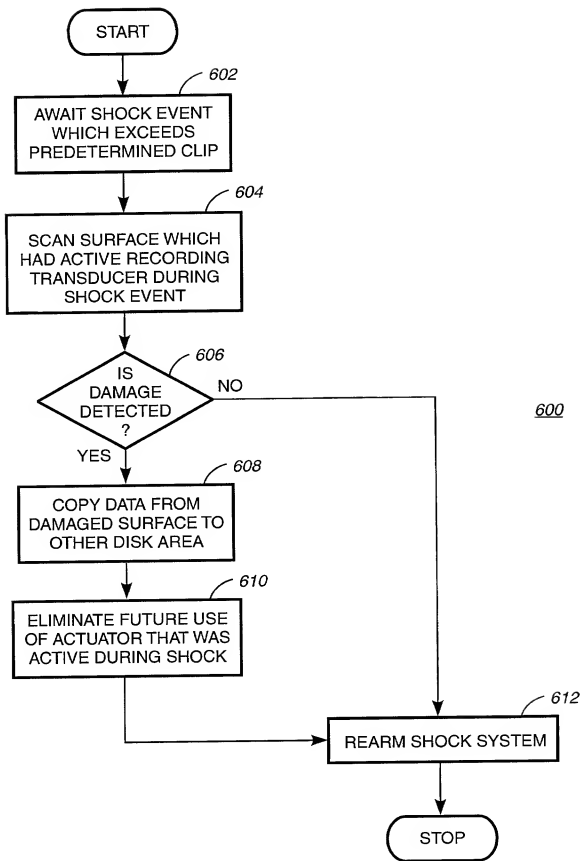 START
602
AWAIT SHOCK EVENT
WHICH EXCEEDS
PREDETERMINED CLIP
604
SCAN SURFACE WHICH
HAD ACTIVE RECORDING
TRANSDUCER DURING
SHOCK EVENT
606
IS
DAMAGE
DETECTED
?
NO
YES
600
608
COPY DATA FROM
DAMAGED SURFACE TO
OTHER DISK AREA
610
ELIMINATE FUTURE USE
OF ACTUATOR THAT WAS
ACTIVE DURING SHOCK
612
REARM SHOCK SYSTEM
STOP